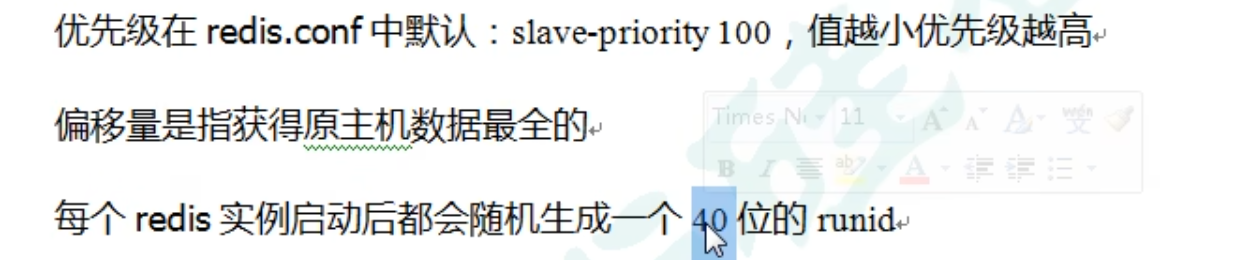 优先级在 redis.conf 中默认：slave-priority 100，值越小优先级越高
偏移量是指获得原主机数据最全的
Times N 11
每个 redis 实例启动后都会随机生成一个 40 位的 runid